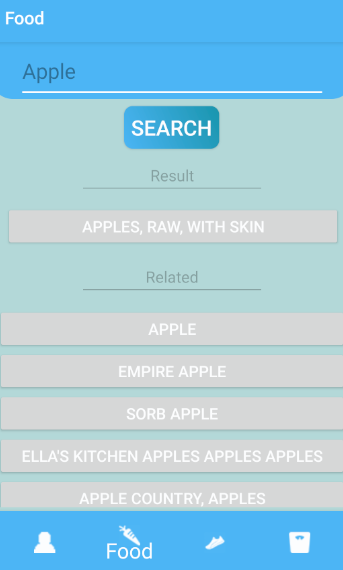 Food
Apple
SEARCH
Result
APPLES, RAW, WITH SKIN
Related
APPLE
EMPIRE APPLE
SORB APPLE
ELLA'S KITCHEN APPLES APPLES APPLES
APPLE COUNTRY, APPLES
Food